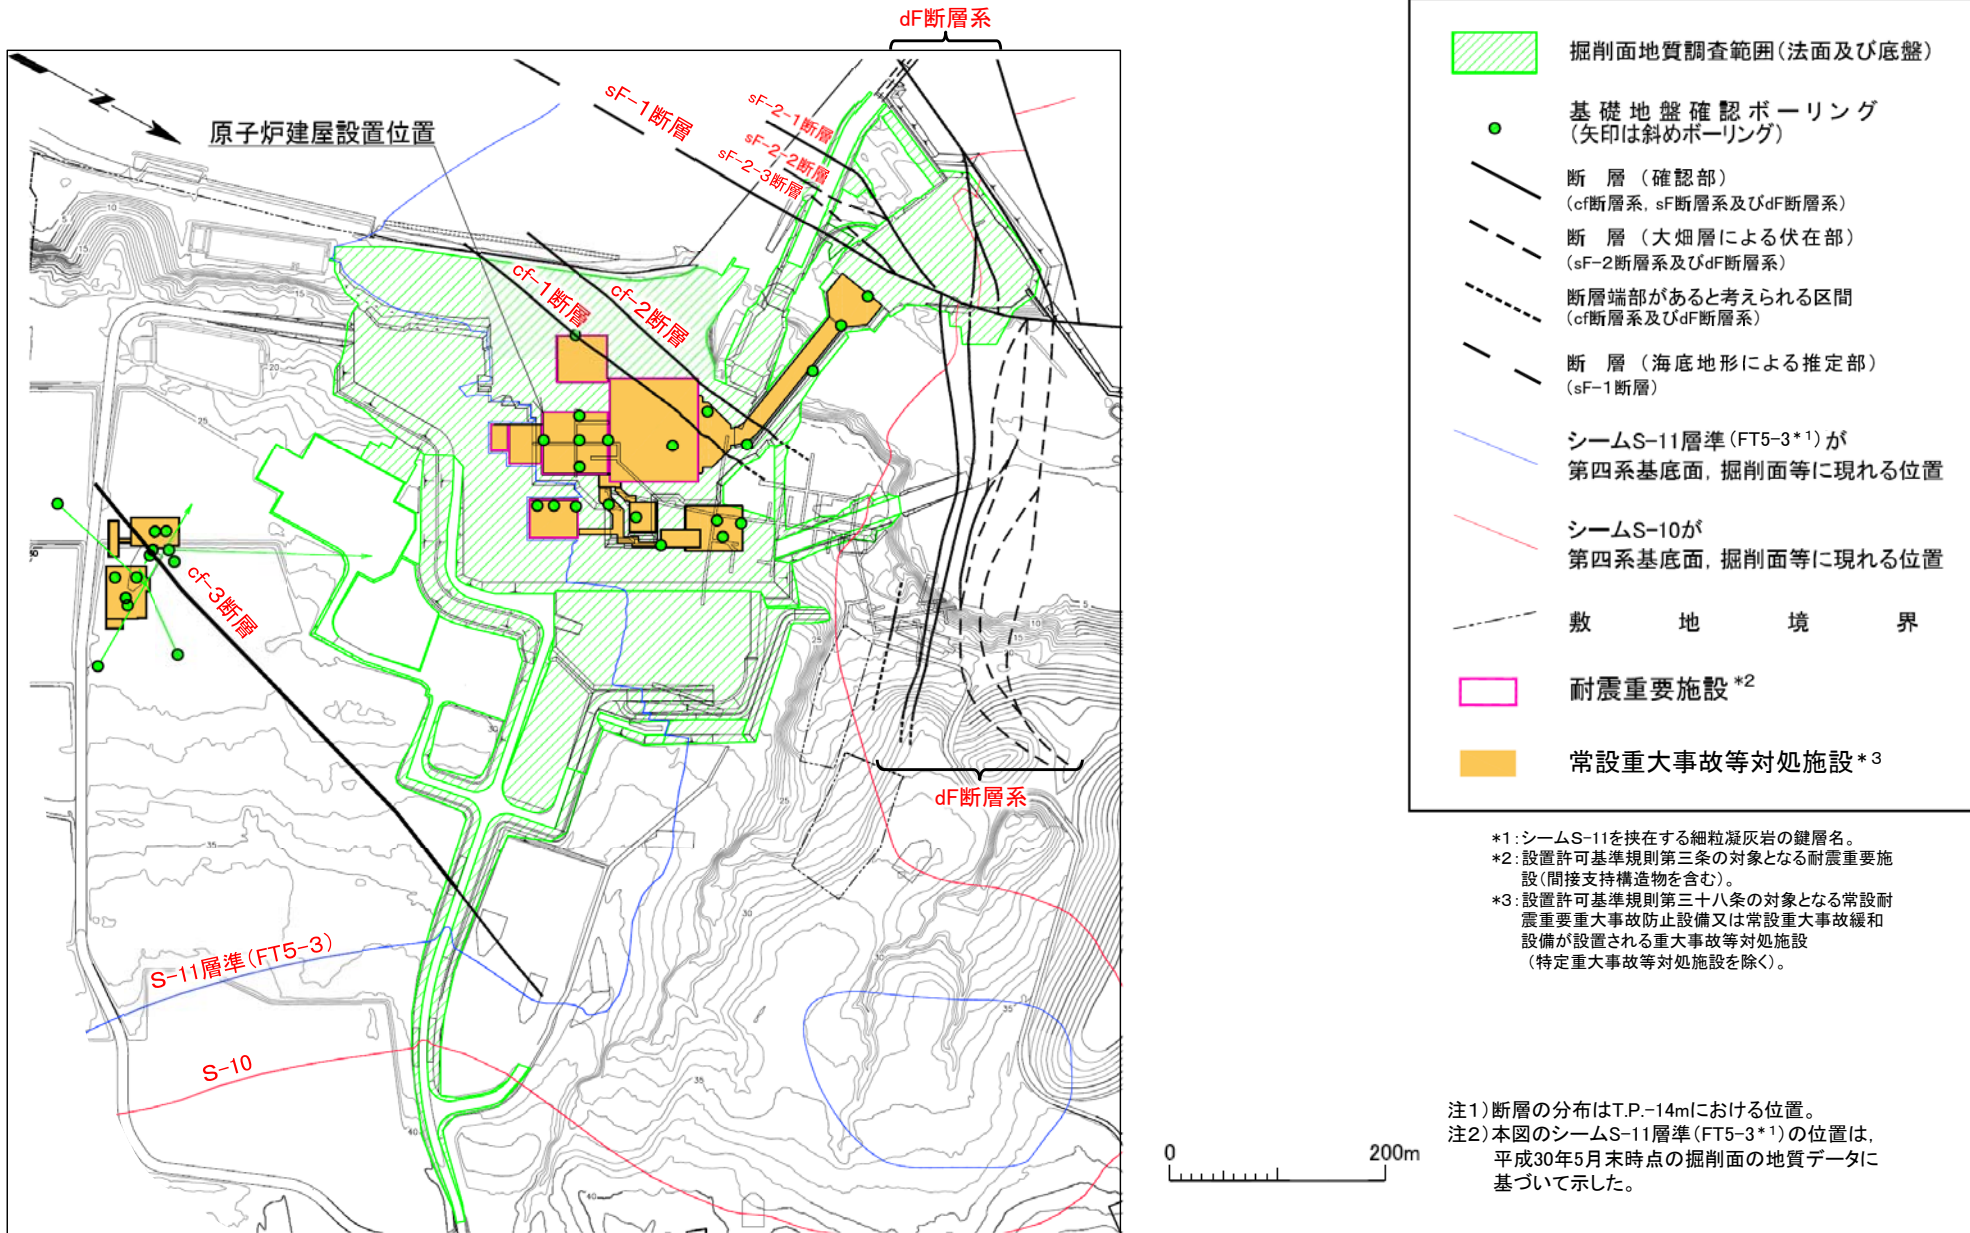 dF断層系
N
原子炉建屋設置位置
sF-1断層
sF-2-1断層
sF-2-2断層
sF-2-3断層
cf-1断層
cf-2断層
cf-3断層
dF断層系
S-11層準(FT5-3)
S-10
5
10
15
15
20
25
30
30
35
40
25
25
30
30
35
35
40
5
10
15
掘削面地質調査範囲(法面及び底盤)
基礎地盤確認ボーリング
(矢印は斜めボーリング)
断 層 (確認部)
(cf断層系, sF断層系及びdF断層系)
断 層 (大畑層による伏在部)
(sF-2断層系及びdF断層系)
断層端部があると考えられる区間
(cf断層系及びdF断層系)
断 層 (海底地形による推定部)
(sF-1断層)
シームS-11層準(FT5-3*1)が
第四系基底面, 掘削面等に現れる位置
シームS-10が
第四系基底面, 掘削面等に現れる位置
敷 地 境 界
耐震重要施設*2
常設重大事故等対処施設*3
*1:シームS-11を挟在する細粒凝灰岩の鍵層名。
*2:設置許可基準規則第三条の対象となる耐震重要施
設(間接支持構造物を含む)。
*3:設置許可基準規則第三十八条の対象となる常設耐
震重要重大事故防止設備又は常設重大事故緩和
設備が設置される重大事故等対処施設
(特定重大事故等対処施設を除く)。
0 200m
注1)断層の分布はT.P.-14mにおける位置。
注2)本図のシームS-11層準(FT5-3*1)の位置は,
平成30年5月末時点の掘削面の地質データに
基づいて示した。